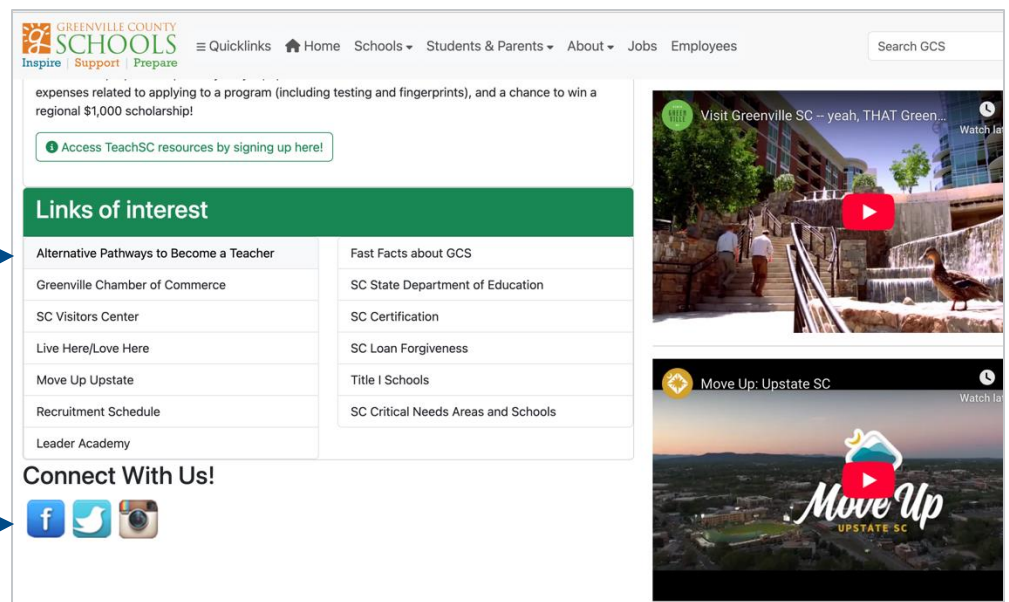 GREENVILLE COUNTY
SCHOOLS
Inspire | Support | Prepare
≡ Quicklinks Home Schools Students & Parents About Jobs Employees
Search GCS
expenses related to applying to a program (including testing and fingerprints), and a chance to win a
regional $1,000 scholarship!
Access TeachSC resources by signing up here!
Links of interest
Alternative Pathways to Become a Teacher
Greenville Chamber of Commerce
SC Visitors Center
Live Here/Love Here
Move Up Upstate
Recruitment Schedule
Leader Academy
Fast Facts about GCS
SC State Department of Education
SC Certification
SC Loan Forgiveness
Title I Schools
SC Critical Needs Areas and Schools
Connect With Us!
f
Visit Greenville SC -- yeah, THAT Green...
Watch
Move Up: Upstate SC
Watch
Move Up
UPSTATE SC